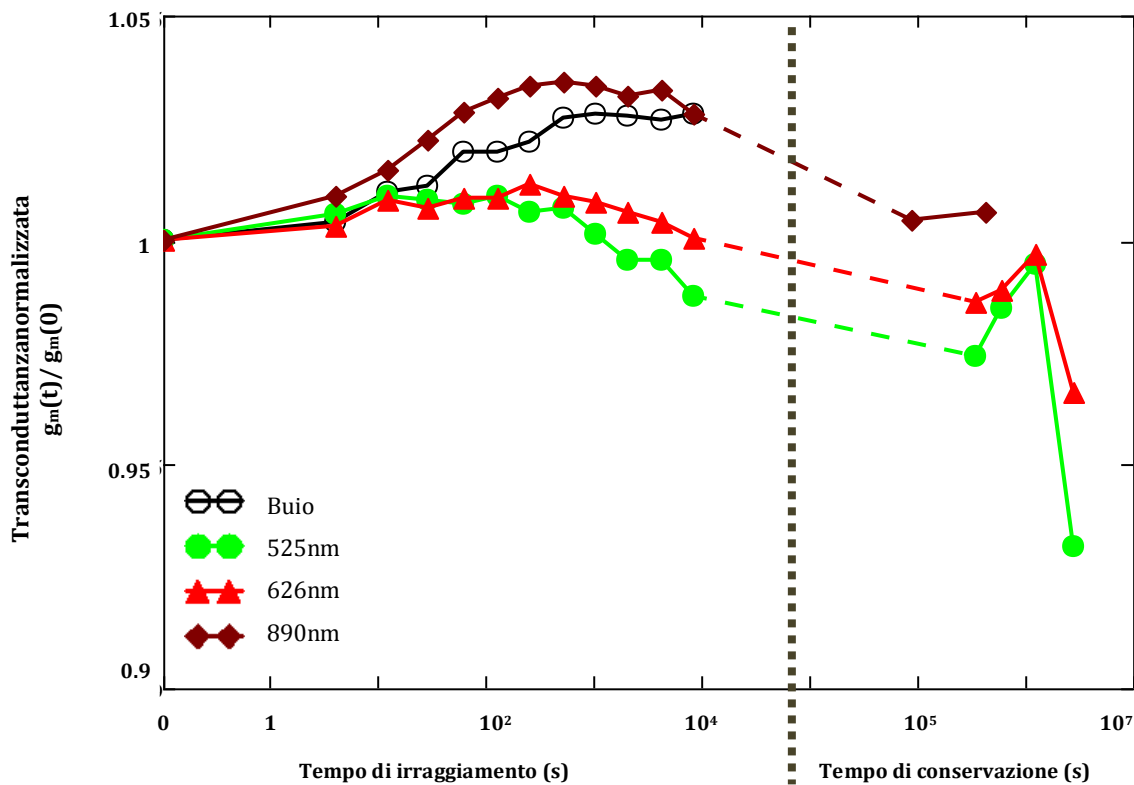 Transconduttanzanormalizzata
gₘ(t)/ gₘ(0)
1.05
1
0.95
0.9
Buio
525nm
626nm
890nm
0 1 10² 10⁴ 10⁵ 10⁶ 10⁷
Tempo di irraggiamento (s) Tempo di conservazione (s)